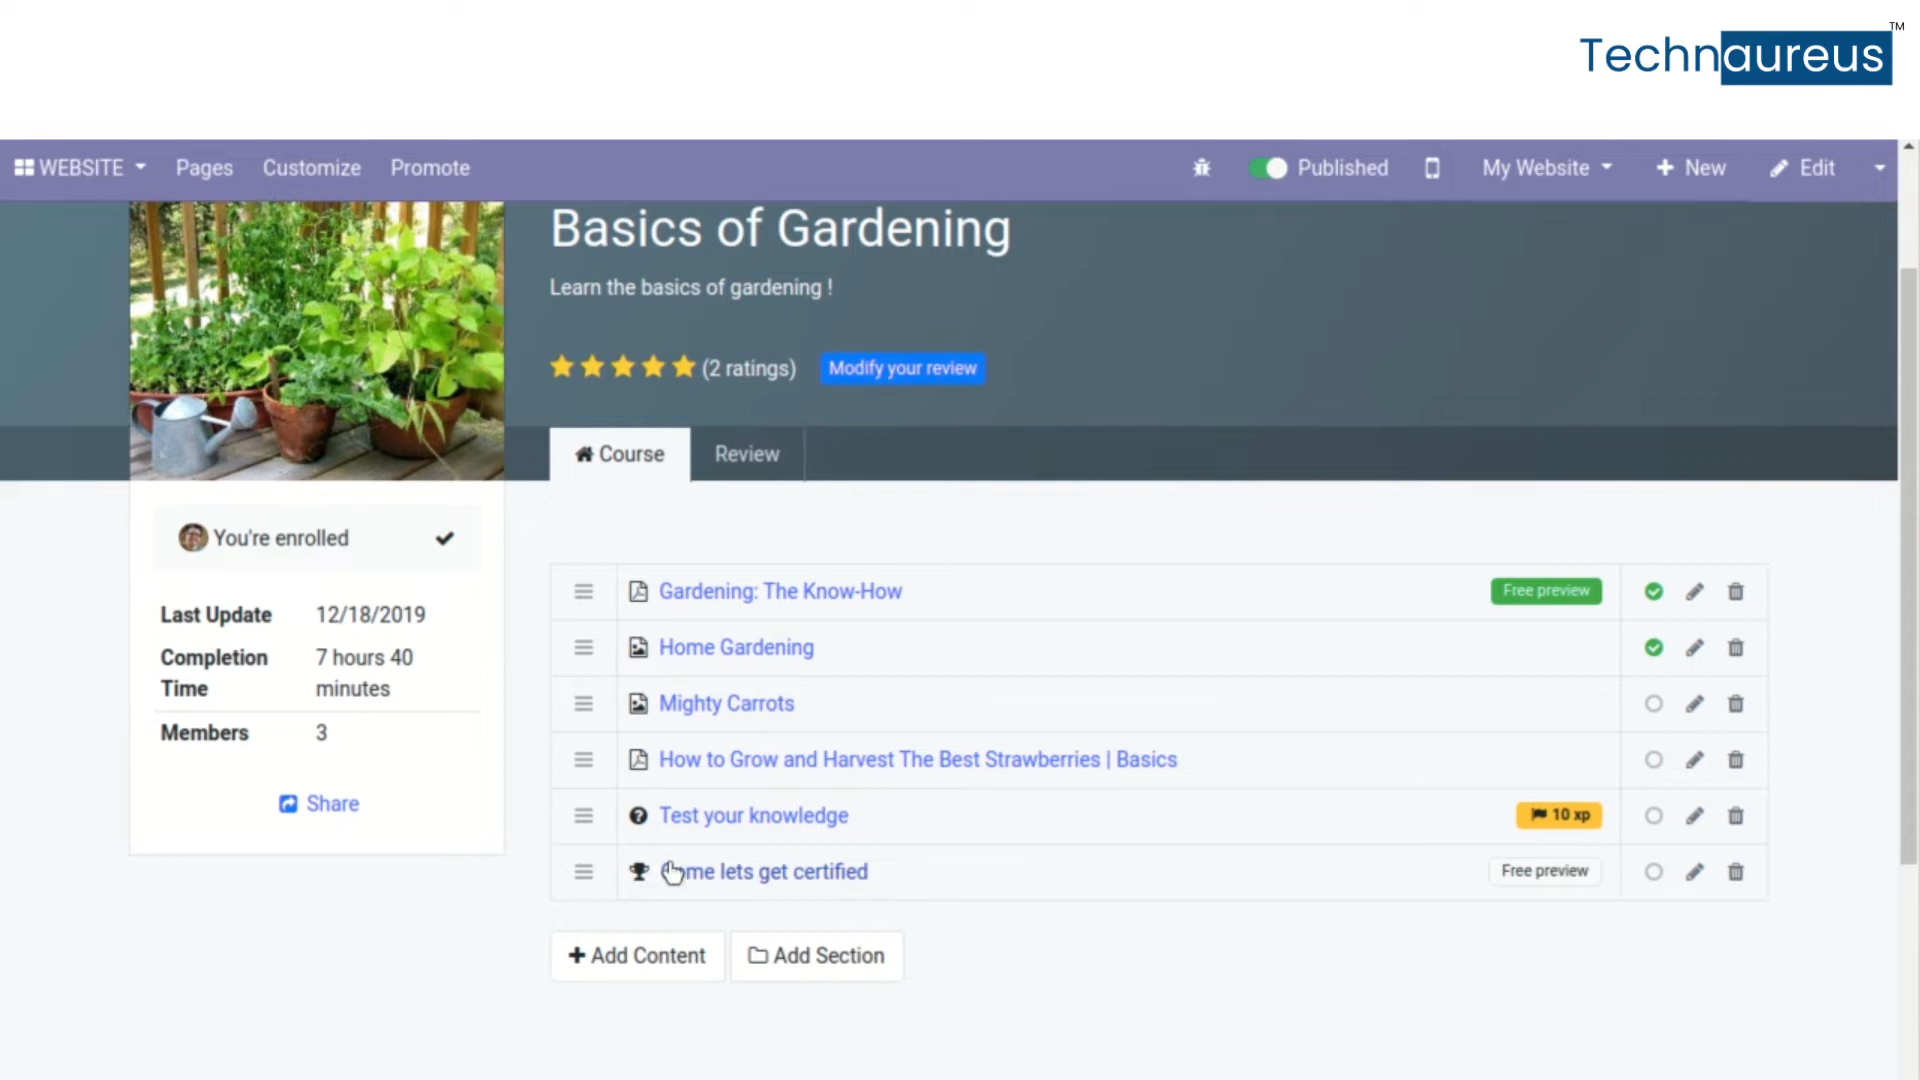 Technaureus TM
WEBSITE Pages Customize Promote Published My Website New Edit
Basics of Gardening
Learn the basics of gardening !
(2 ratings) Modify your review
Course Review
You're enrolled
Last Update 12/18/2019
Completion Time 7 hours 40 minutes
Members 3
Share
Gardening: The Know-How Free preview
Home Gardening
Mighty Carrots
How to Grow and Harvest The Best Strawberries | Basics
Test your knowledge 10 xp
lets get certified Free preview
Add Content Add Section